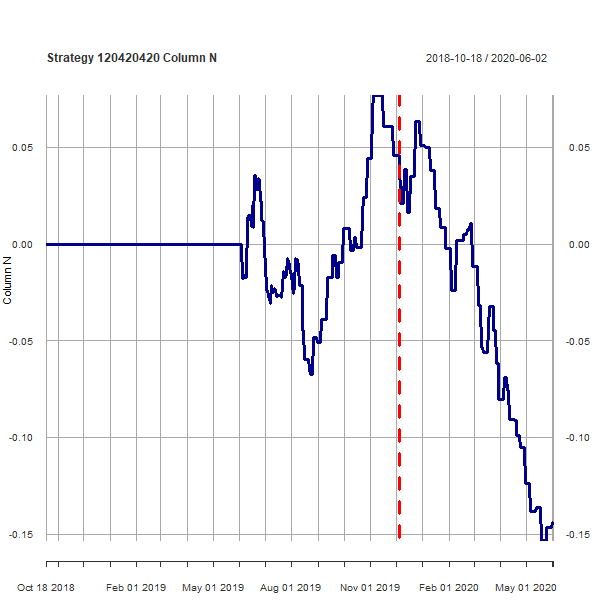 Strategy 120420420 Column N
2018-10-18 / 2020-06-02
0.05
0.05
0.00
0.00
Column N
-0.05
-0.05
-0.10
-0.10
-0.15
-0.15
Oct 18 2018
Feb 01 2019
May 01 2019
Aug 01 2019
Nov 01 2019
Feb 01 2020
May 01 2020